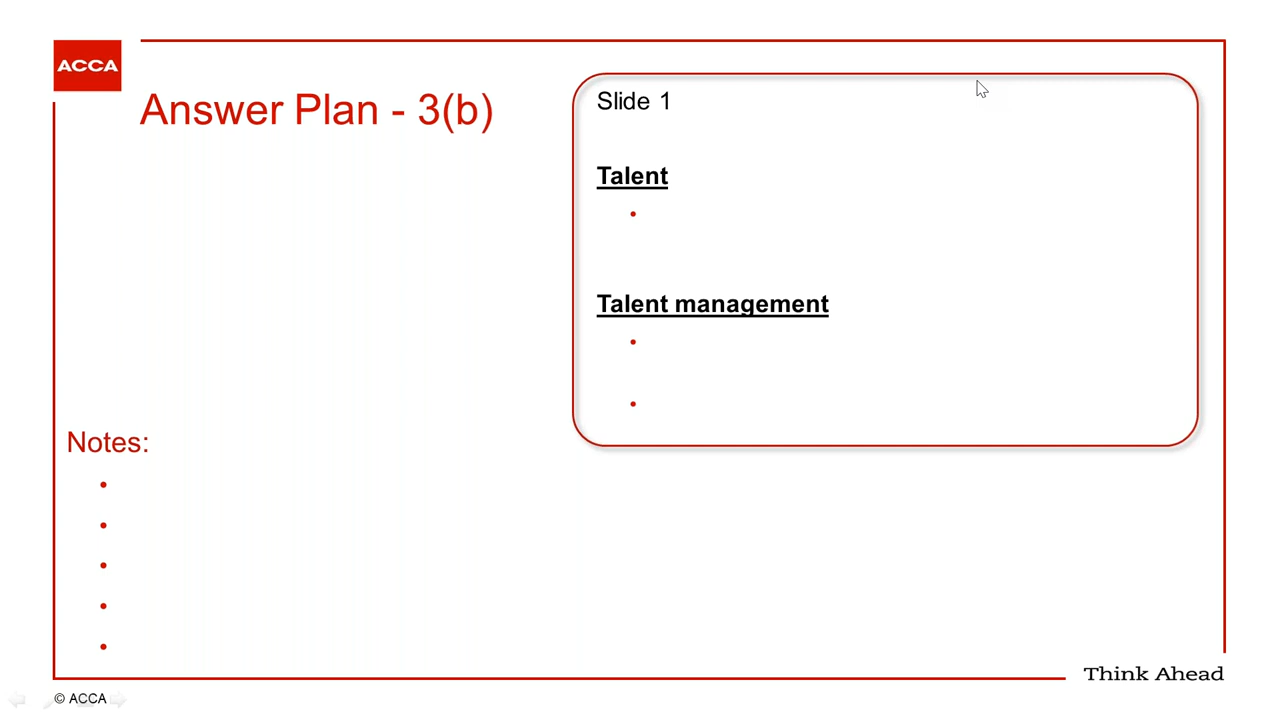 ACCA
Answer Plan - 3(b)
Slide 1
Talent
•
Talent management
•
•
Notes:
•
•
•
•
•
Think Ahead
© ACCA